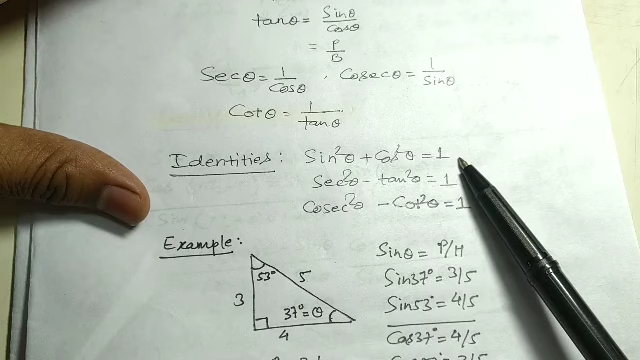 tanθ = Sinθ/Cosθ
= P/B
Secθ = 1/Cosθ , Cosecθ = 1/Sinθ
Cotθ = 1/tanθ
Identities : Sin²θ + Cos²θ = 1
Sec²θ - tan²θ = 1
Cosec²θ - Cot²θ = 1
Example:
Sinθ = P/H
53° 5 Sin37° = 3/5
3 37° = θ Sin53° = 4/5
4 Cos37° = 4/5